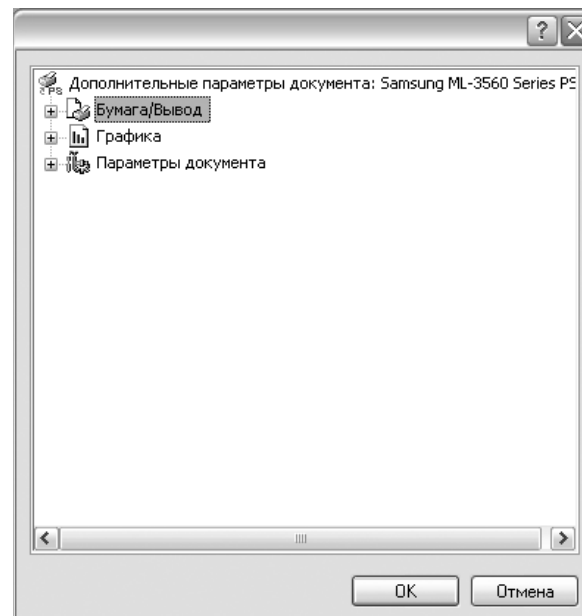 Дополнительные параметры документа: Samsung ML-3560 Series PS
Бумага/Вывод
Графика
Параметры документа
OK
Отмена